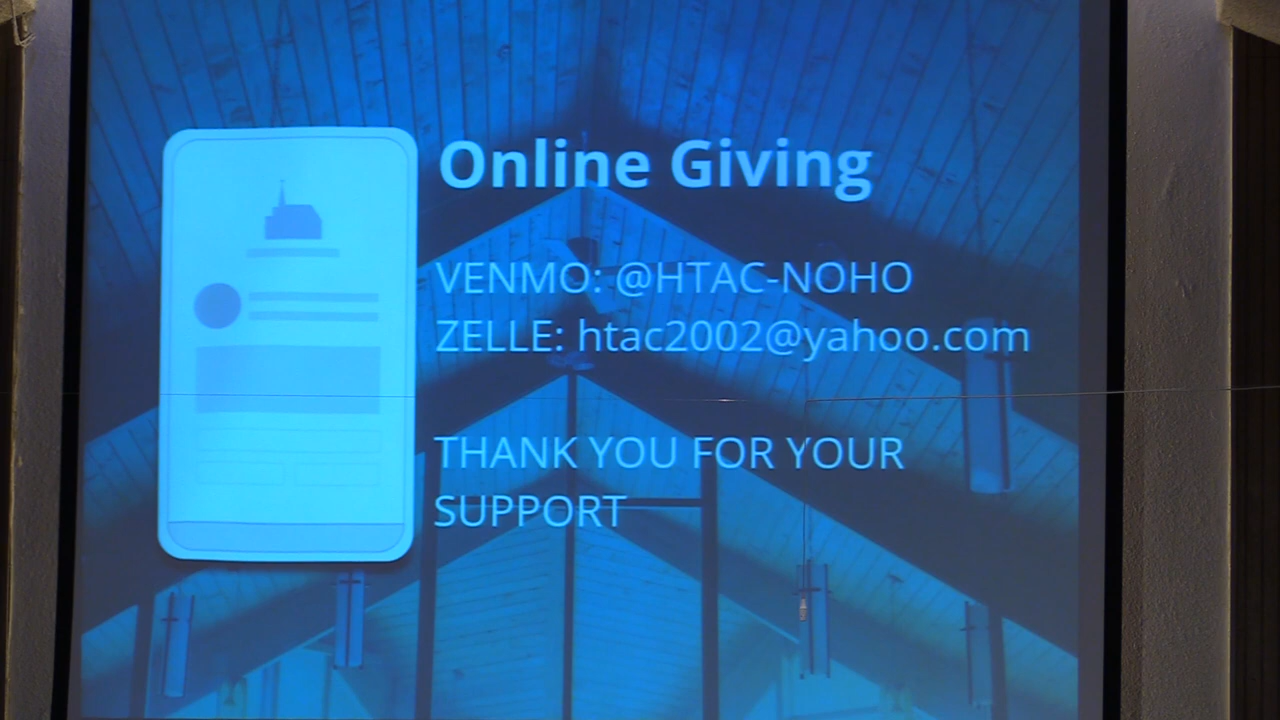 Online Giving
VENMO: @HTAC-NOHO
ZELLE: htac2002@yahoo.com
THANK YOU FOR YOUR
SUPPORT